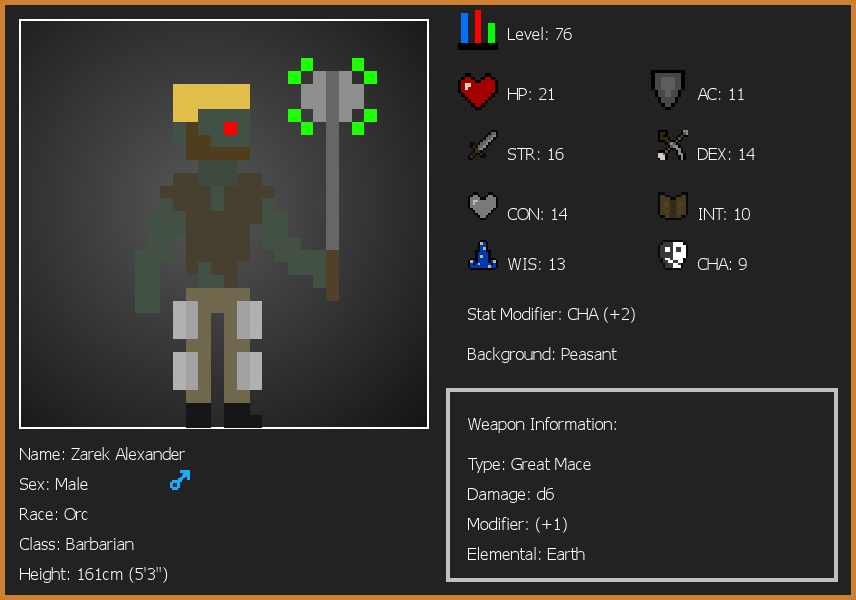 Level: 76
HP: 21
AC: 11
STR: 16
DEX: 14
CON: 14
INT: 10
WIS: 13
CHA: 9
Stat Modifier: CHA (+2)
Background: Peasant
Weapon Information:
Type: Great Mace
Damage: d6
Modifier: (+1)
Elemental: Earth
Name: Zarek Alexander
Sex: Male
Race: Orc
Class: Barbarian
Height: 161cm (5'3")